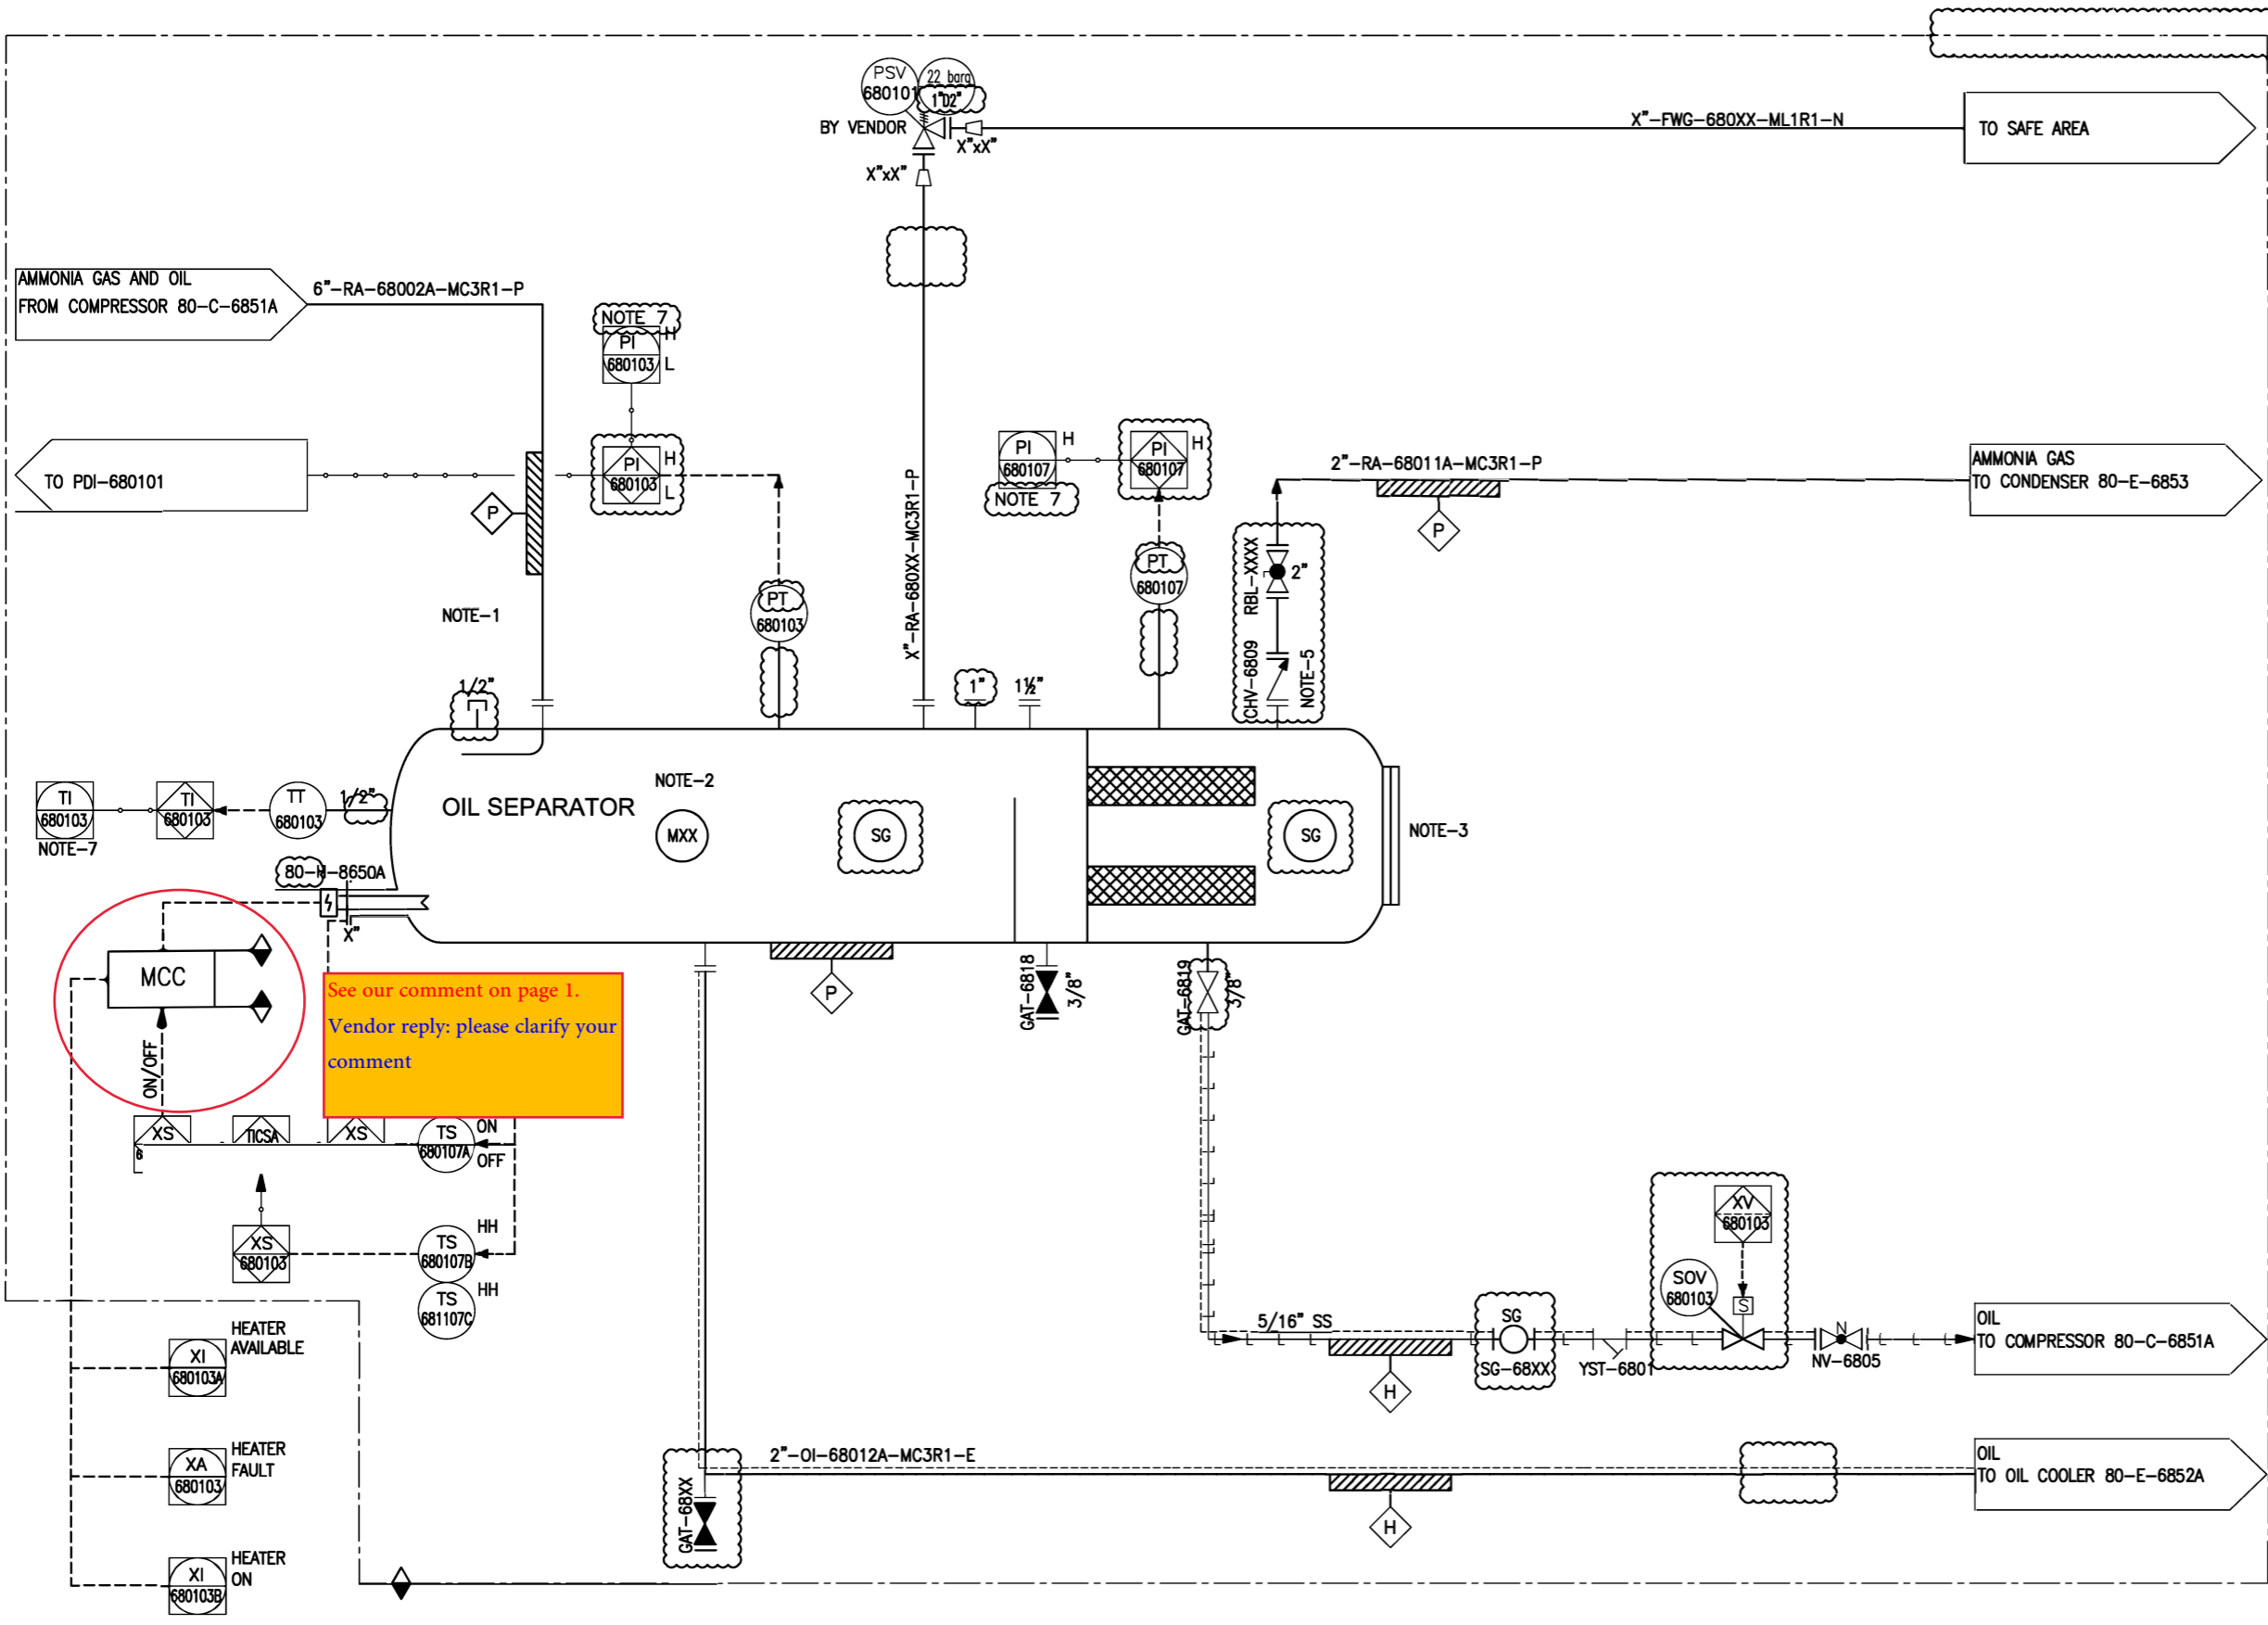 PSV
680101
22 barg
1"D2"
BY VENDOR
X"xX"
X"xX"
X"-FWG-680XX-ML1R1-N
TO SAFE AREA
AMMONIA GAS AND OIL
FROM COMPRESSOR 80-C-6851A
6"-RA-68002A-MC3R1-P
NOTE 7
PI
680103
H
L
TO PDI-680101
PI
680103
H
L
P
X"-RA-680XX-MC3R1-P
PI
680107
H
NOTE 7
PI
680107
H
2"-RA-68011A-MC3R1-P
P
AMMONIA GAS
TO CONDENSER 80-E-6853
PT
680103
PT
680107
RBL-XXXX
2"
CHV-6809
NOTE-5
NOTE-1
1/2"
1"
1½"
TI
680103
NOTE-7
TI
680103
TT
680103
1/2"
OIL SEPARATOR
NOTE-2
MXX
SG
SG
NOTE-3
80-H-8650A
X"
MCC
ON/OFF
See our comment on page 1.
Vendor reply: please clarify your
comment
P
GAT-6818
3/8"
GAT-6819
3/8"
XS
6
TICSA
XS
TS
680107A
ON
OFF
XS
680103
TS
680107B
HH
TS
681107C
HH
XI
680103A
HEATER
AVAILABLE
XA
680103
HEATER
FAULT
XI
680103B
HEATER
ON
5/16" SS
H
SG
SG-68XX
YST-6801
SOV
680103
XV
680103
S
N
NV-6805
OIL
TO COMPRESSOR 80-C-6851A
GAT-68XX
2"-OI-68012A-MC3R1-E
H
OIL
TO OIL COOLER 80-E-6852A